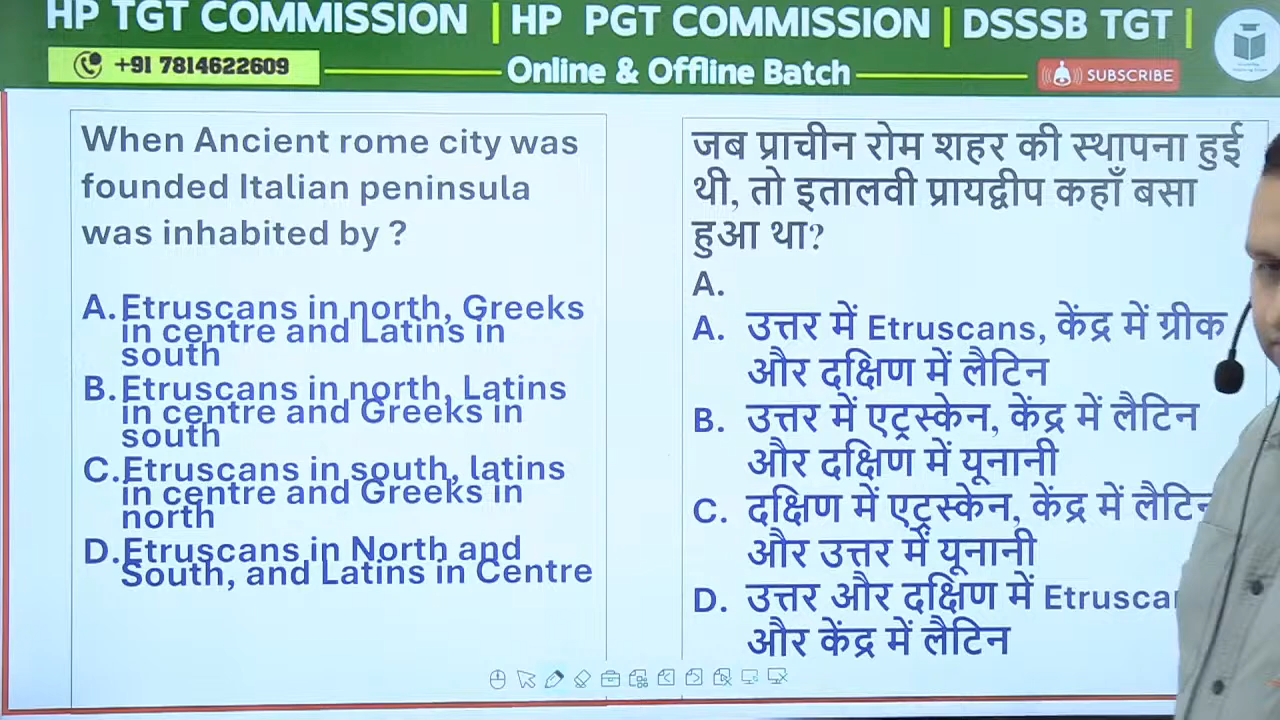 HP TGT COMMISSION | HP PGT COMMISSION | DSSSB TGT |
+91 7814622609
Online & Offline Batch
SUBSCRIBE
When Ancient rome city was
founded Italian peninsula
was inhabited by ?
A. Etruscans in north, Greeks
in centre and Latins in
south
B. Etruscans in north, Latins
in centre and Greeks in
south
C. Etruscans in south, latins
in centre and Greeks in
north
D. Etruscans in North and
South, and Latins in Centre
जब प्राचीन रोम शहर की स्थापना हुई
थी, तो इतालवी प्रायद्वीप कहाँ बसा
हुआ था?
A.
A. उत्तर में Etruscans, केंद्र में ग्रीक
और दक्षिण में लैटिन
B. उत्तर में एट्रस्केन, केंद्र में लैटिन
और दक्षिण में यूनानी
C. दक्षिण में एट्रस्केन, केंद्र में लैटिन
और उत्तर में यूनानी
D. उत्तर और दक्षिण में
और केंद्र में लैटिन